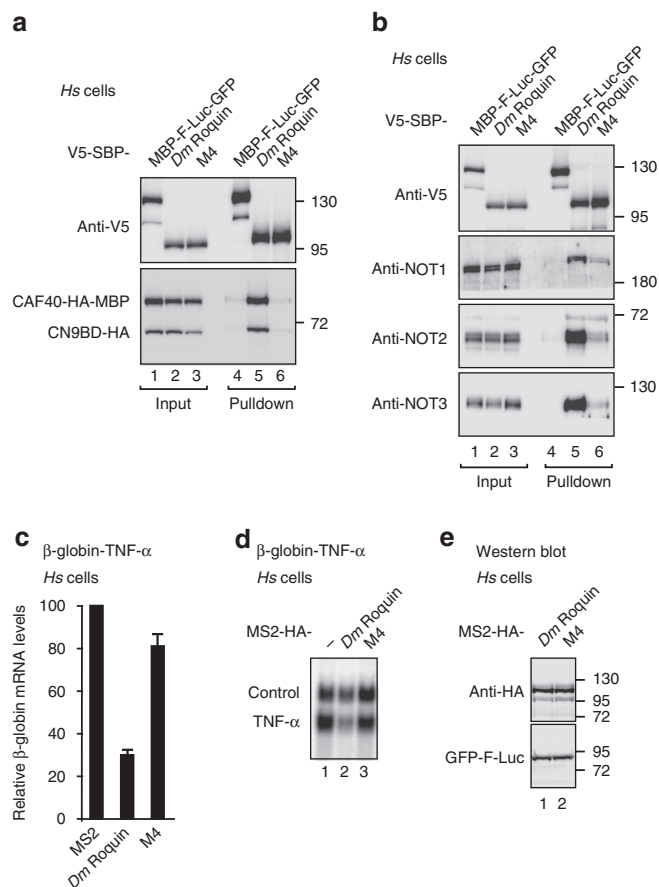 a
Hs cells
V5-SBP-
MBP-F-Luc-GFP
Dm Roquin
M4
MBP-F-Luc-GFP
Dm Roquin
M4
Anti-V5
130
95
CAF40-HA-MBP
CN9BD-HA
72
1 2 3 4 5 6
Input Pulldown
b
Hs cells
V5-SBP-
MBP-F-Luc-GFP
Dm Roquin
M4
MBP-F-Luc-GFP
Dm Roquin
M4
Anti-V5
130
95
Anti-NOT1
180
Anti-NOT2
72
55
Anti-NOT3
130
1 2 3 4 5 6
Input Pulldown
c
β-globin-TNF-α
Hs cells
Relative β-globin mRNA levels
100
80
60
40
20
0
MS2
Dm Roquin
M4
d
β-globin-TNF-α
Hs cells
MS2-HA-
–
Dm Roquin
M4
Control
TNF-α
1 2 3
e
Western blot
Hs cells
MS2-HA-
Dm Roquin
M4
Anti-HA
130
95
72
GFP-F-Luc
95
72
1 2